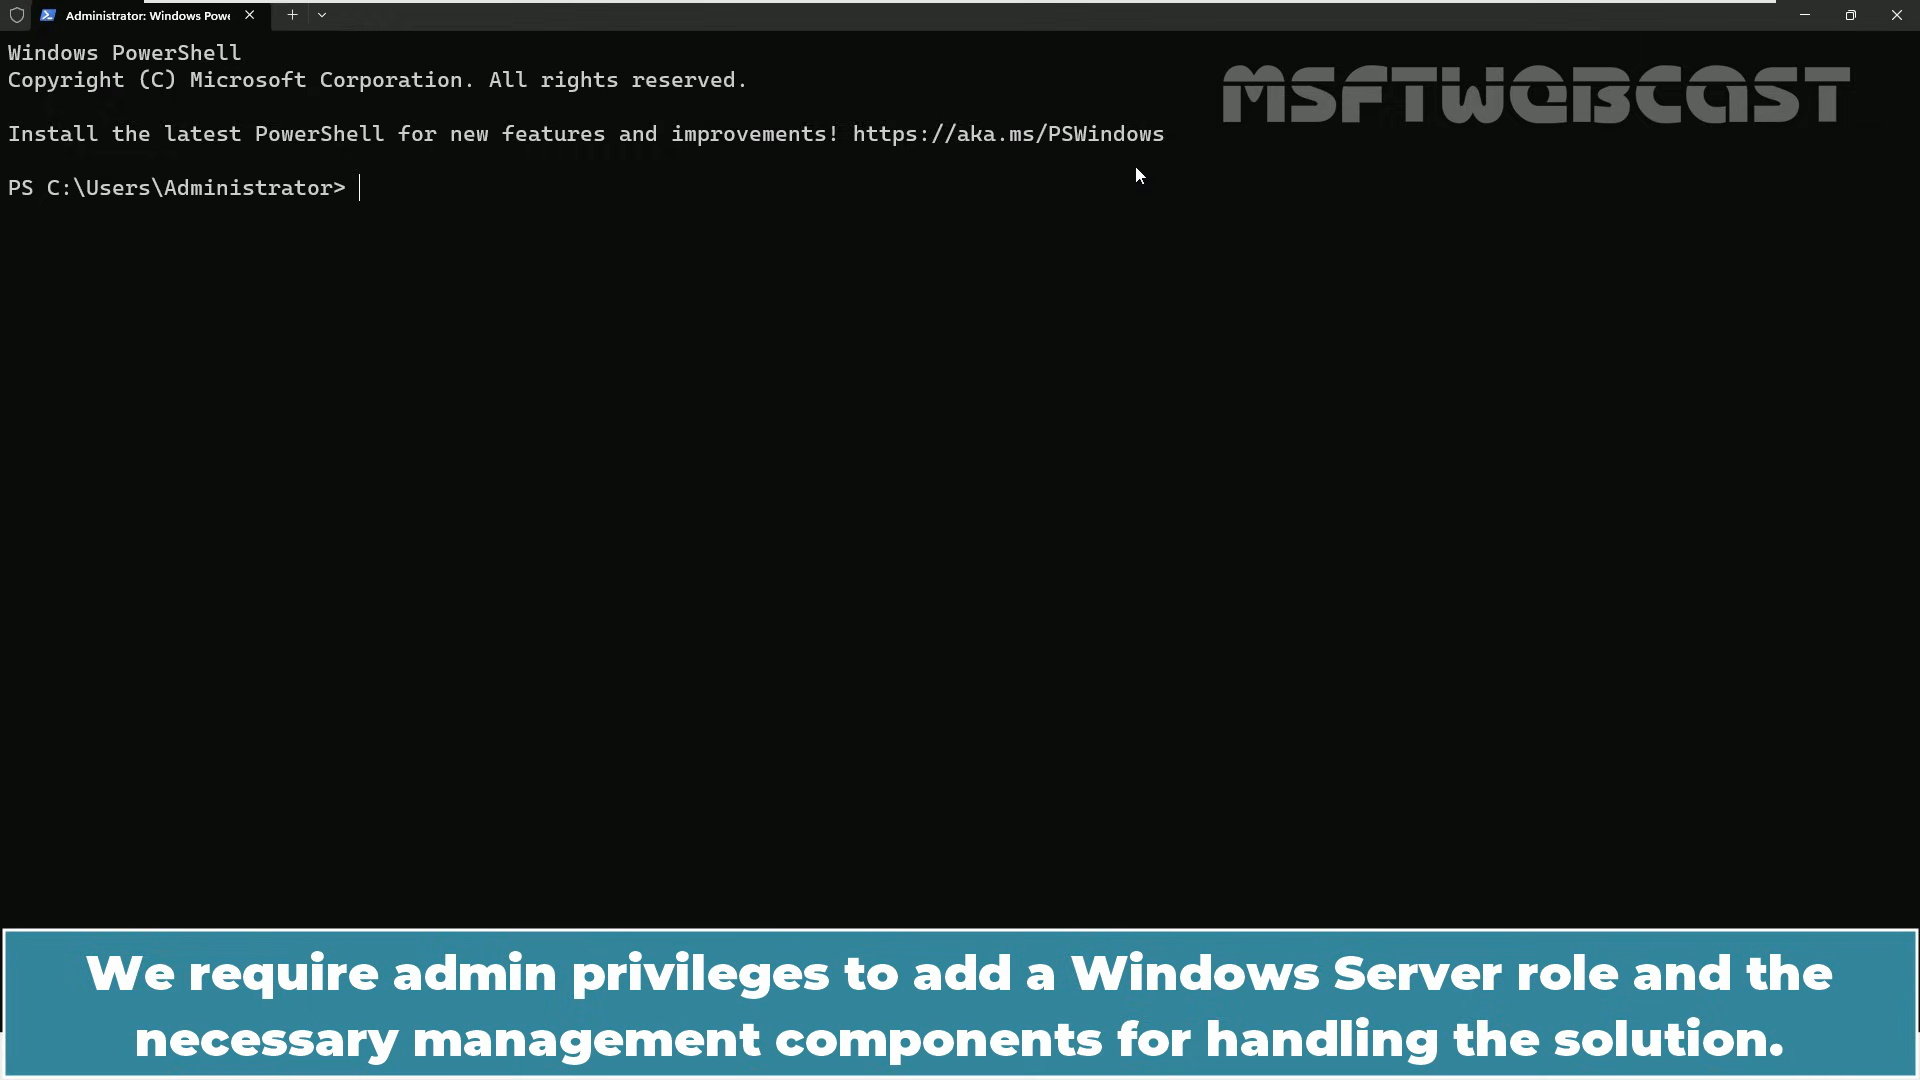 Administrator: Windows Powe
Windows PowerShell
Copyright (C) Microsoft Corporation. All rights reserved.
MSFTWEBCAST
Install the latest PowerShell for new features and improvements! https://aka.ms/PSWindows
PS C:\Users\Administrator>
We require admin privileges to add a Windows Server role and the
necessary management components for handling the solution.